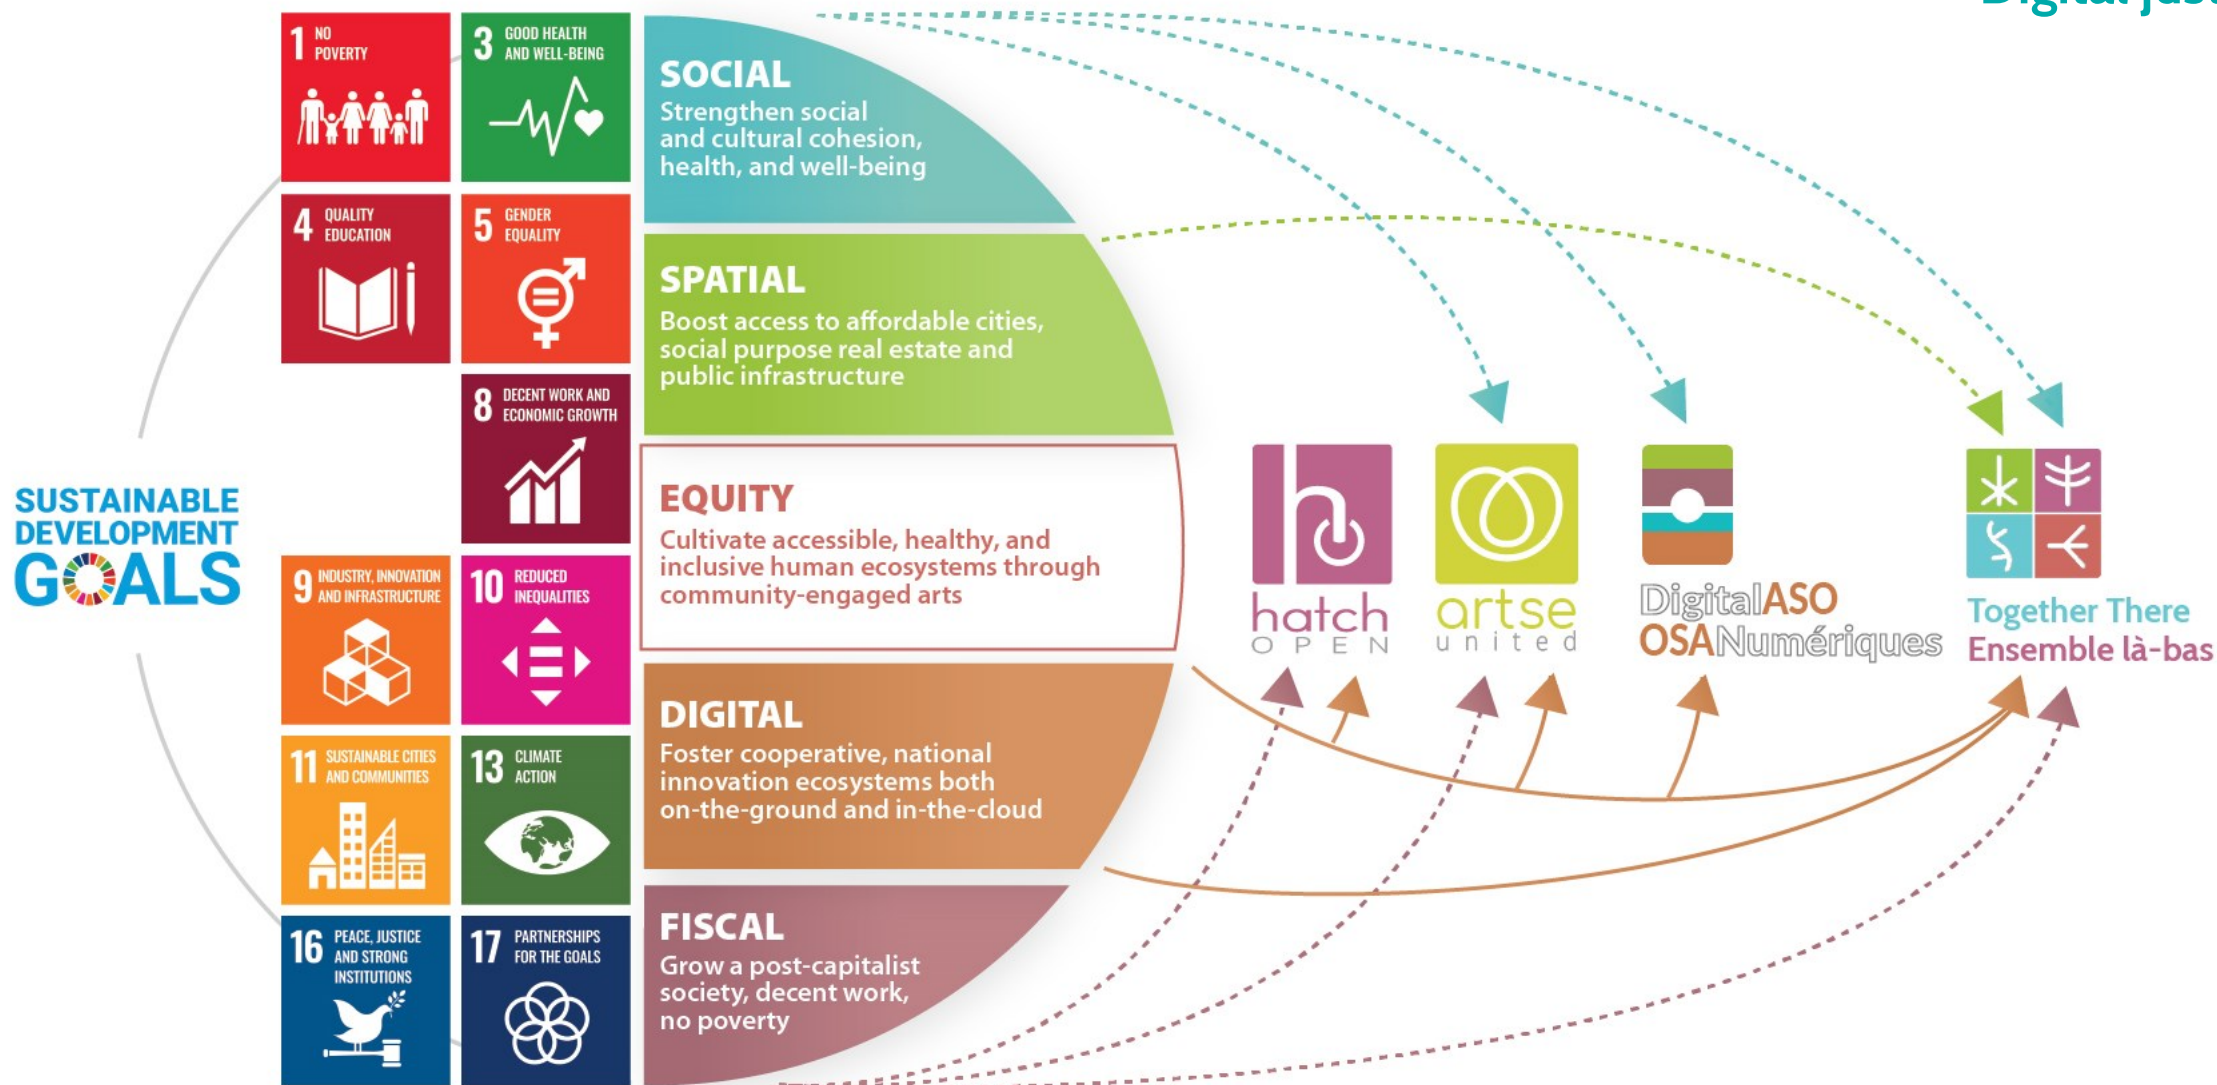 Digital
SUSTAINABLE
DEVELOPMENT
GOALS
1 NO
POVERTY
3 GOOD HEALTH
AND WELL-BEING
4 QUALITY
EDUCATION
5 GENDER
EQUALITY
8 DECENT WORK AND
ECONOMIC GROWTH
9 INDUSTRY, INNOVATION
AND INFRASTRUCTURE
10 REDUCED
INEQUALITIES
11 SUSTAINABLE CITIES
AND COMMUNITIES
13 CLIMATE
ACTION
16 PEACE, JUSTICE
AND STRONG
INSTITUTIONS
17 PARTNERSHIPS
FOR THE GOALS
SOCIAL
Strengthen social
and cultural cohesion,
health, and well-being
SPATIAL
Boost access to affordable cities,
social purpose real estate and
public infrastructure
EQUITY
Cultivate accessible, healthy, and
inclusive human ecosystems through
community-engaged arts
DIGITAL
Foster cooperative, national
innovation ecosystems both
on-the-ground and in-the-cloud
FISCAL
Grow a post-capitalist
society, decent work,
no poverty
h
hatch
OPEN
artse
united
DigitalASO
OSANumériques
Together There
Ensemble là-bas